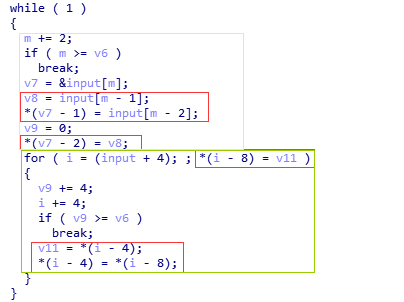 while ( 1 )
{
m += 2;
if ( m >= v6 )
break;
v7 = &input[m];
v8 = input[m - 1];
*(v7 - 1) = input[m - 2];
v9 = 0;
*(v7 - 2) = v8;
for ( i = (input + 4); ; *(i - 8) = v11 )
{
v9 += 4;
i += 4;
if ( v9 >= v6 )
break;
v11 = *(i - 4);
*(i - 4) = *(i - 8);
}
}